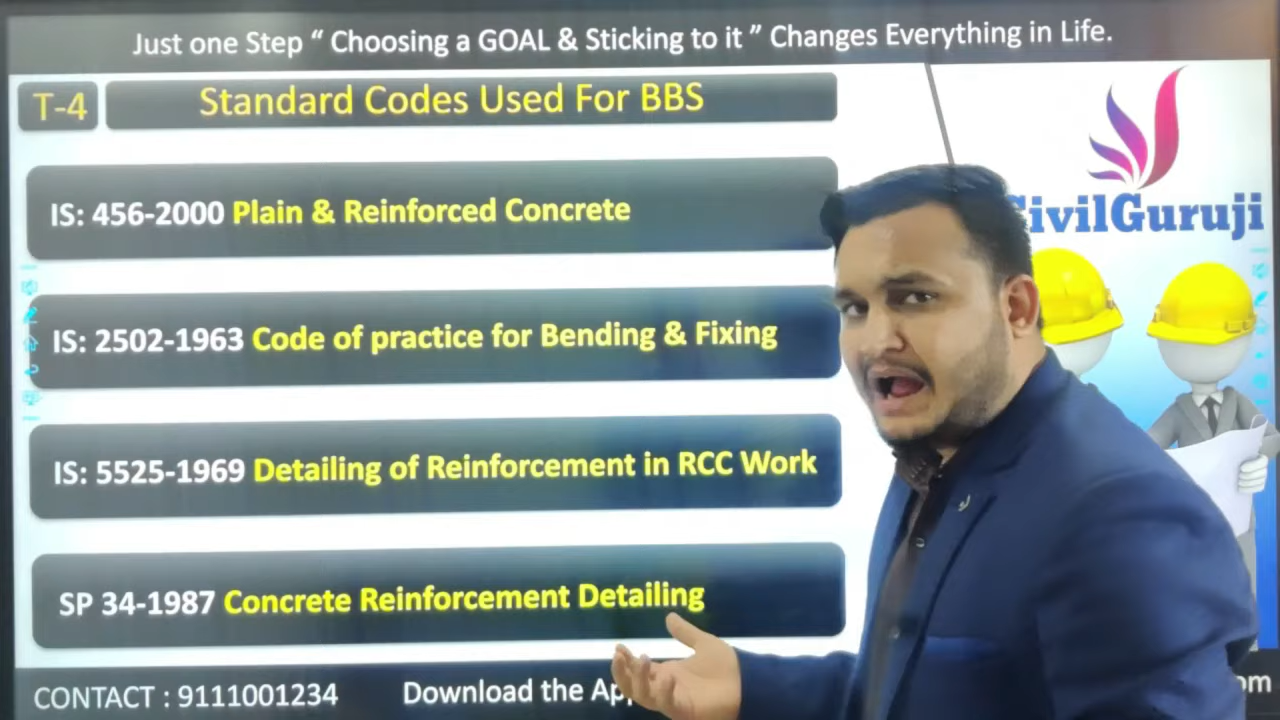 Just one Step “ Choosing a GOAL & Sticking to it ” Changes Everything in Life.
T-4
Standard Codes Used For BBS
IS: 456-2000 Plain & Reinforced Concrete
CivilGuruji
IS: 2502-1963 Code of practice for Bending & Fixing
IS: 5525-1969 Detailing of Reinforcement in RCC Work
SP 34-1987 Concrete Reinforcement Detailing
CONTACT : 9111001234
Download the